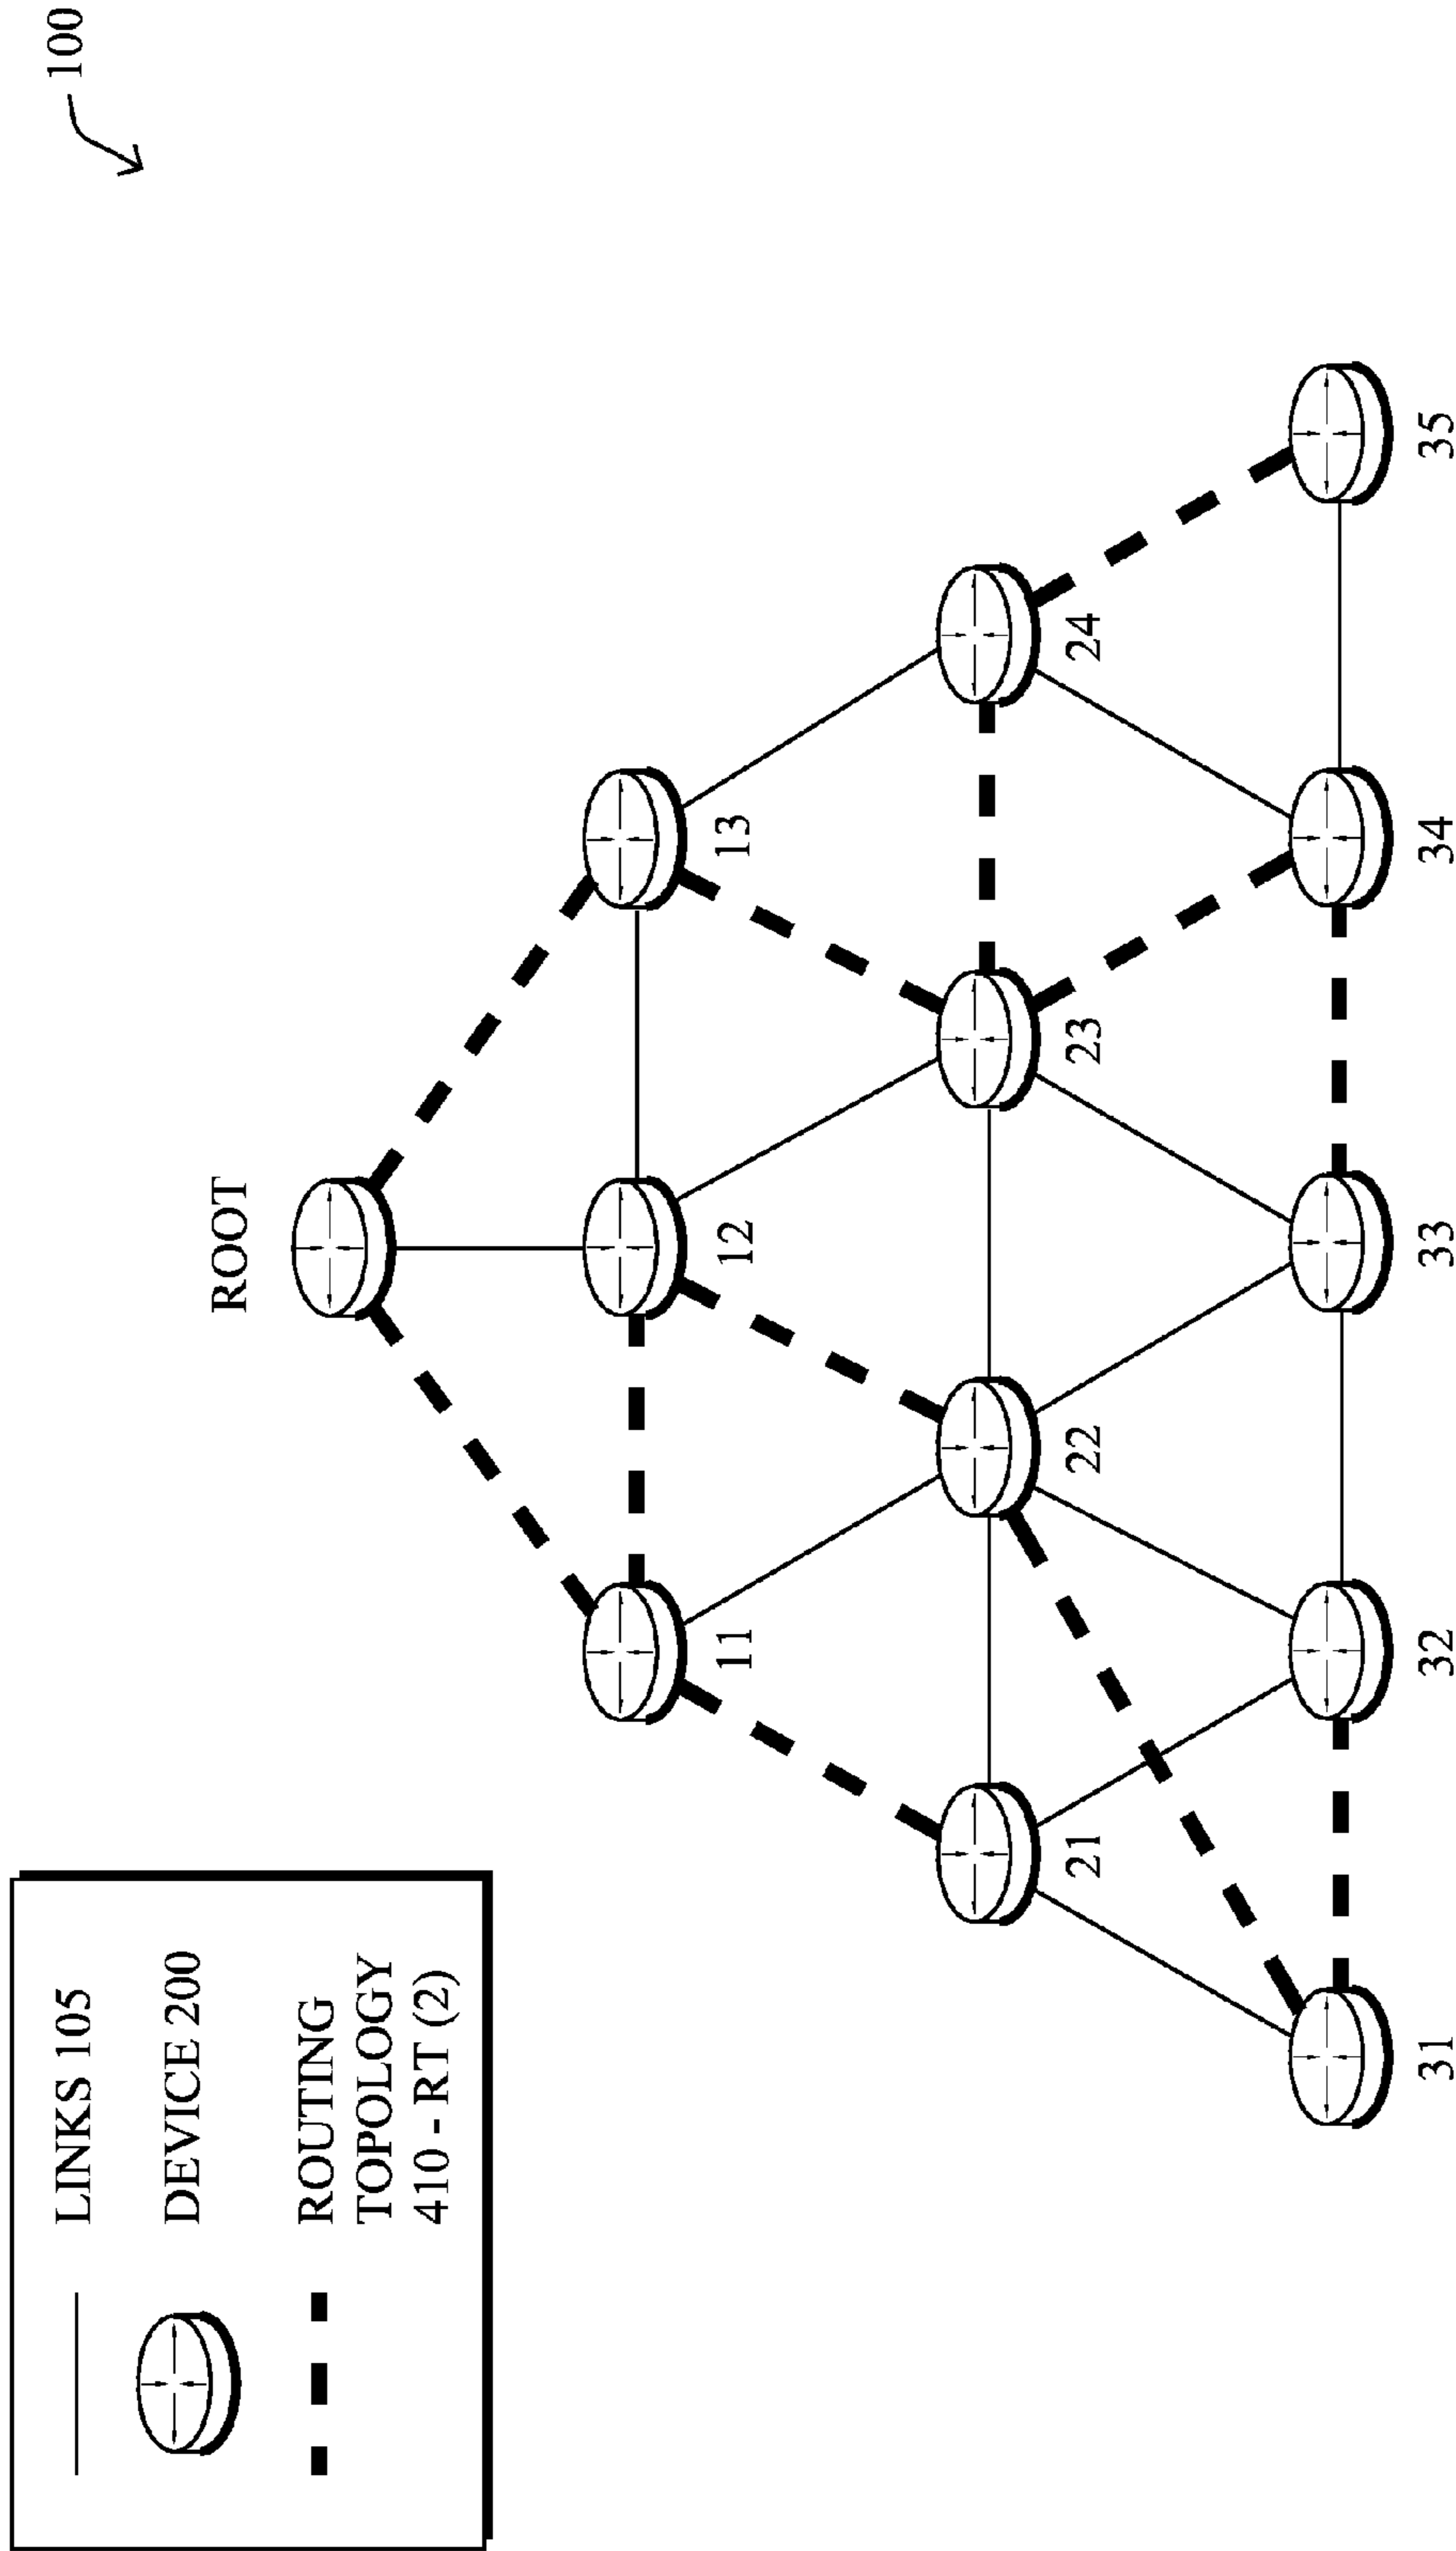 LINKS 105
DEVICE 200
ROUTING
TOPOLOGY
410 - RT (2)
100
ROOT
11
12
13
21
22
23
24
31
32
33
34
35